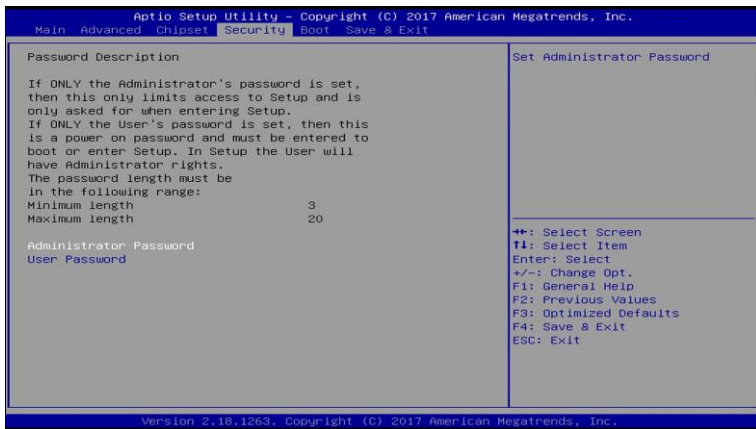 Aptio Setup Utility – Copyright (C) 2017 American Megatrends, Inc.
Main Advanced Chipset Security Boot Save & Exit
Password Description
If ONLY the Administrator's password is set,
then this only limits access to Setup and is
only asked for when entering Setup.
If ONLY the User's password is set, then this
is a power on password and must be entered to
boot or enter Setup. In Setup the User will
have Administrator rights.
The password length must be
in the following range:
Minimum length 3
Maximum length 20
Administrator Password
User Password
Set Administrator Password
→←: Select Screen
↑↓: Select Item
Enter: Select
+/-: Change Opt.
F1: General Help
F2: Previous Values
F3: Optimized Defaults
F4: Save & Exit
ESC: Exit
Version 2.18.1263. Copyright (C) 2017 American Megatrends, Inc.